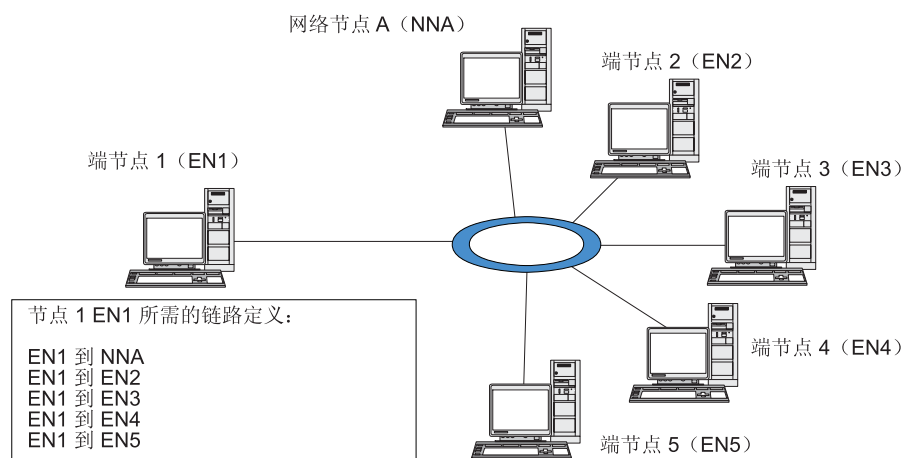 网络节点 A（NNA）
端节点 2（EN2）
端节点 1（EN1）
端节点 3（EN3）
节点 1 EN1 所需的链路定义：
EN1 到 NNA
EN1 到 EN2
EN1 到 EN3
EN1 到 EN4
EN1 到 EN5
端节点 4（EN4）
端节点 5（EN5）